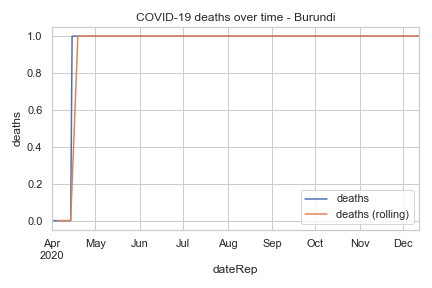 COVID-19 deaths over time - Burundi
deaths
1.0
0.8
0.6
0.4
0.2
0.0
deaths
deaths (rolling)
Apr May Jun Jul Aug Sep Oct Nov Dec
2020
dateRep